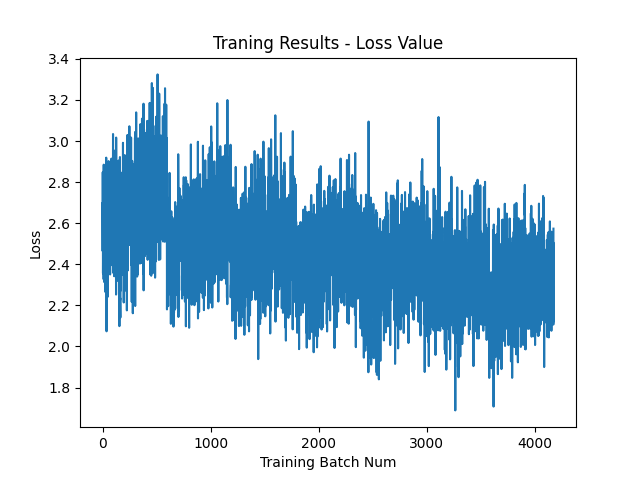 Traning Results - Loss Value
3.4
3.2
3.0
2.8
2.6
2.4
2.2
2.0
1.8
Loss
0 1000 2000 3000 4000
Training Batch Num